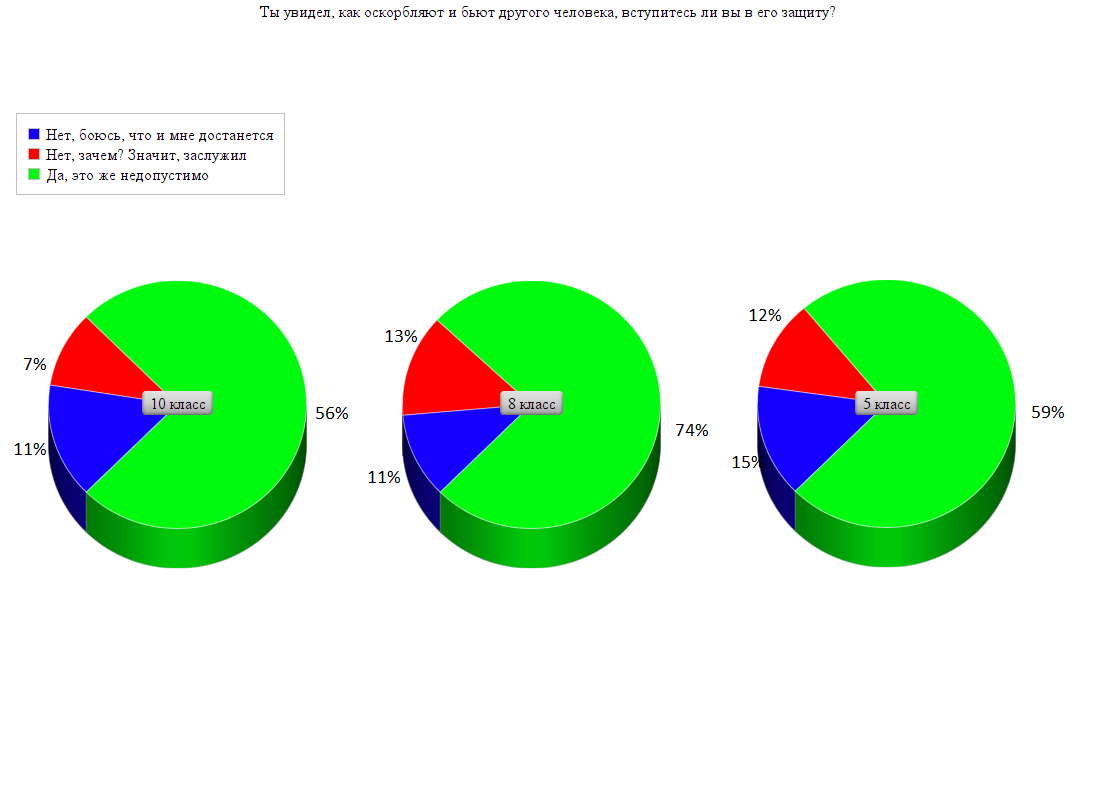 Ты увидел, как оскорбляют и бьют другого человека, вступитесь ли вы в его защиту?
Нет, боюсь, что и мне достанется
Нет, зачем? Значит, заслужил
Да, это же недопустимо
7%
11%
10 класс
56%
13%
11%
8 класс
74%
12%
15%
5 класс
59%